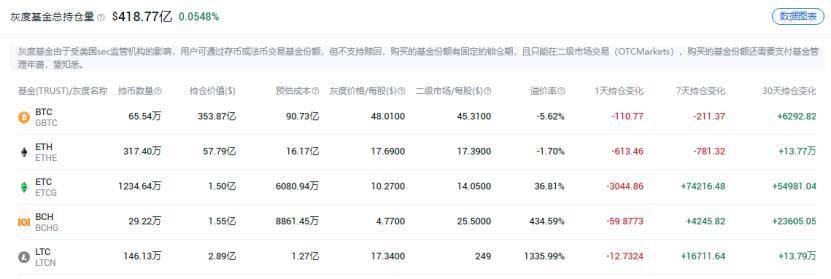 灰度基金总持仓量 $418.77亿 0.0548% 数据图表
灰度基金由于受美国sec监管机构的影响，用户可通过存币或法币交易基金份额，但不支持赎回，购买的基金份额有固定的锁仓期，且只能在二级市场交易（OTCMarkets），购买的基金份额还需要支付基金管
理年费，望知悉。
基金(TRUST)/灰度名称 持币数量 持仓价值($) 预估成本 灰度价格/每股($) 二级市场/每股($) 溢价率 1天持仓变化 7天持仓变化 30天持仓变化
BTC
GBTC 65.54万 353.87亿 90.73亿 48.0100 45.3100 -5.62% -110.77 -211.37 +6292.82
ETH
ETHE 317.40万 57.79亿 16.17亿 17.6900 17.3900 -1.70% -613.46 -781.32 +13.77万
ETC
ETCG 1234.64万 1.50亿 6080.94万 10.2700 14.0500 36.81% -3044.86 +74216.48 +54981.04
BCH
BCHG 29.22万 1.55亿 8861.45万 4.7700 25.5000 434.59% -59.8773 +4245.82 +23605.05
LTC
LTCN 146.13万 2.89亿 1.27亿 17.3400 249 1335.99% -12.7324 +16711.64 +13.79万